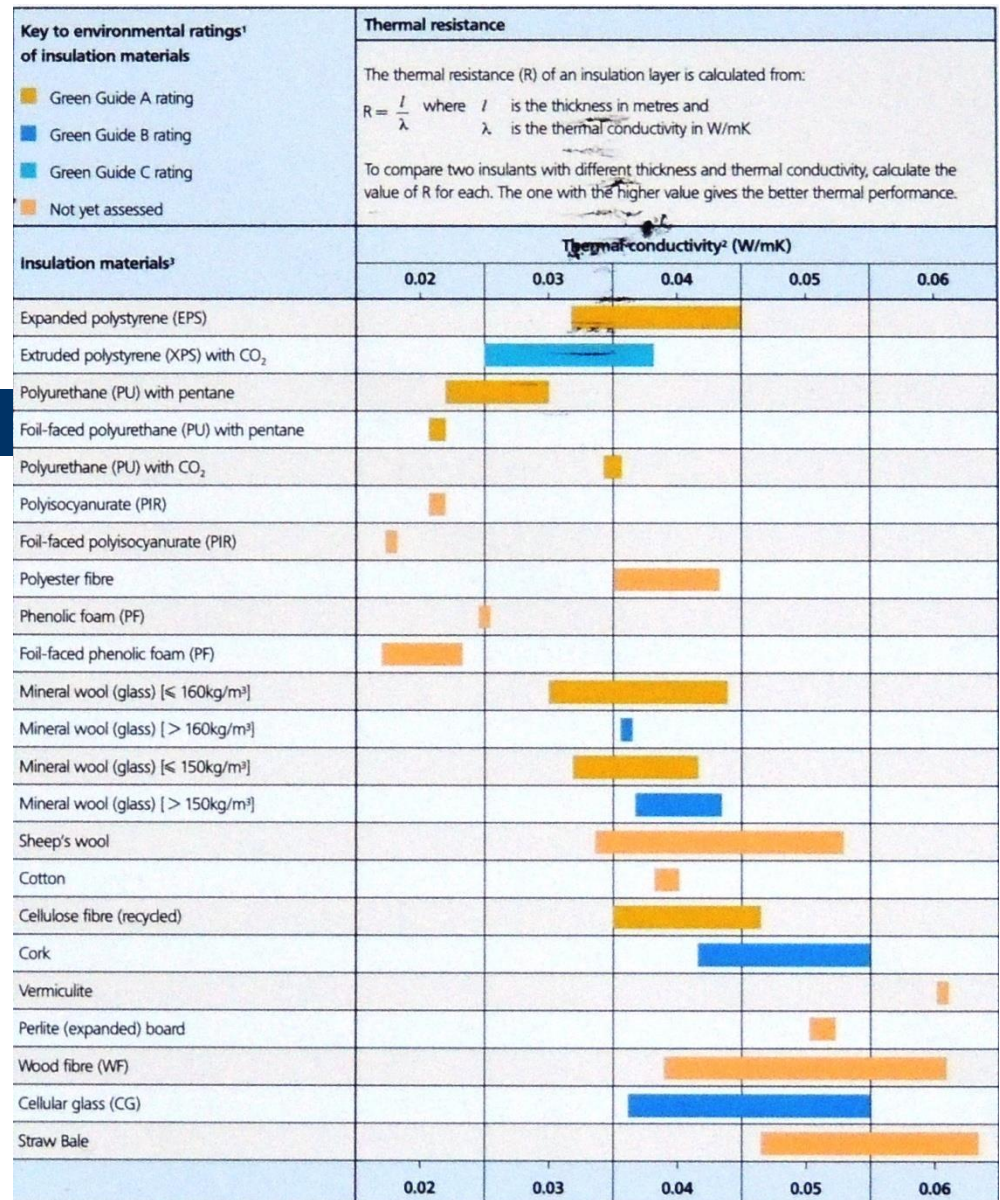 Key to environmental ratings¹
of insulation materials
Green Guide A rating
Green Guide B rating
Green Guide C rating
Not yet assessed
Thermal resistance
The thermal resistance (R) of an insulation layer is calculated from:
R = l/λ where l is the thickness in metres and
λ is the thermal conductivity in W/mK
To compare two insulants with different thickness and thermal conductivity, calculate the
value of R for each. The one with the higher value gives the better thermal performance.
Insulation materials³
Thermal conductivity² (W/mK)
0.02 0.03 0.04 0.05 0.06
Expanded polystyrene (EPS)
Extruded polystyrene (XPS) with CO₂
Polyurethane (PU) with pentane
Foil-faced polyurethane (PU) with pentane
Polyurethane (PU) with CO₂
Polyisocyanurate (PIR)
Foil-faced polyisocyanurate (PIR)
Polyester fibre
Phenolic foam (PF)
Foil-faced phenolic foam (PF)
Mineral wool (glass) [⩽ 160kg/m³]
Mineral wool (glass) [> 160kg/m³]
Mineral wool (glass) [⩽ 150kg/m³]
Mineral wool (glass) [> 150kg/m³]
Sheep's wool
Cotton
Cellulose fibre (recycled)
Cork
Vermiculite
Perlite (expanded) board
Wood fibre (WF)
Cellular glass (CG)
Straw Bale
0.02 0.03 0.04 0.05 0.06